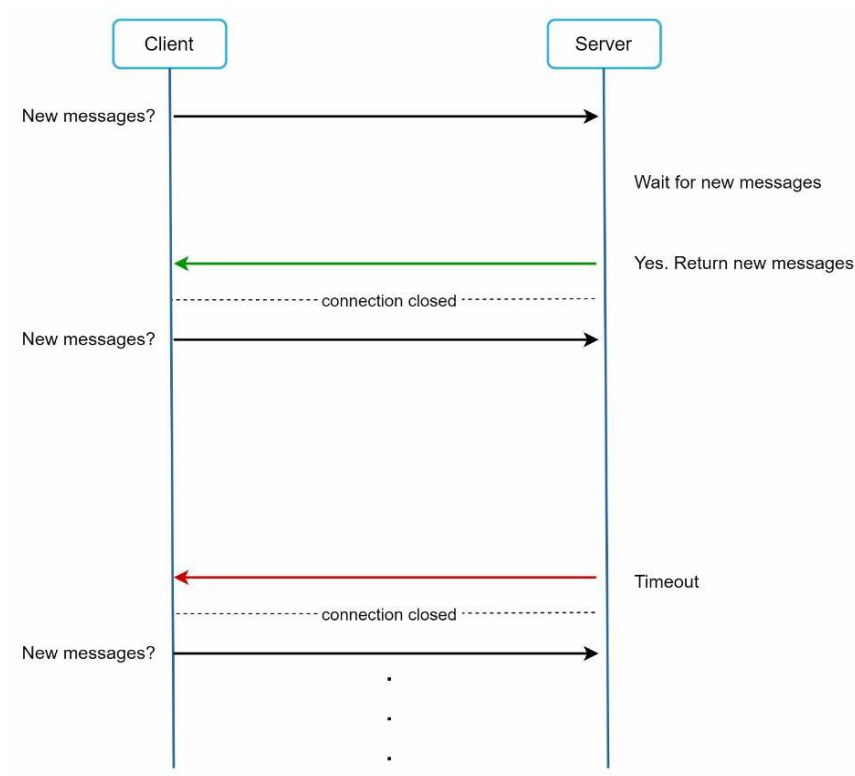 Client
Server
New messages?
Wait for new messages
Yes. Return new messages
connection closed
New messages?
Timeout
connection closed
New messages?